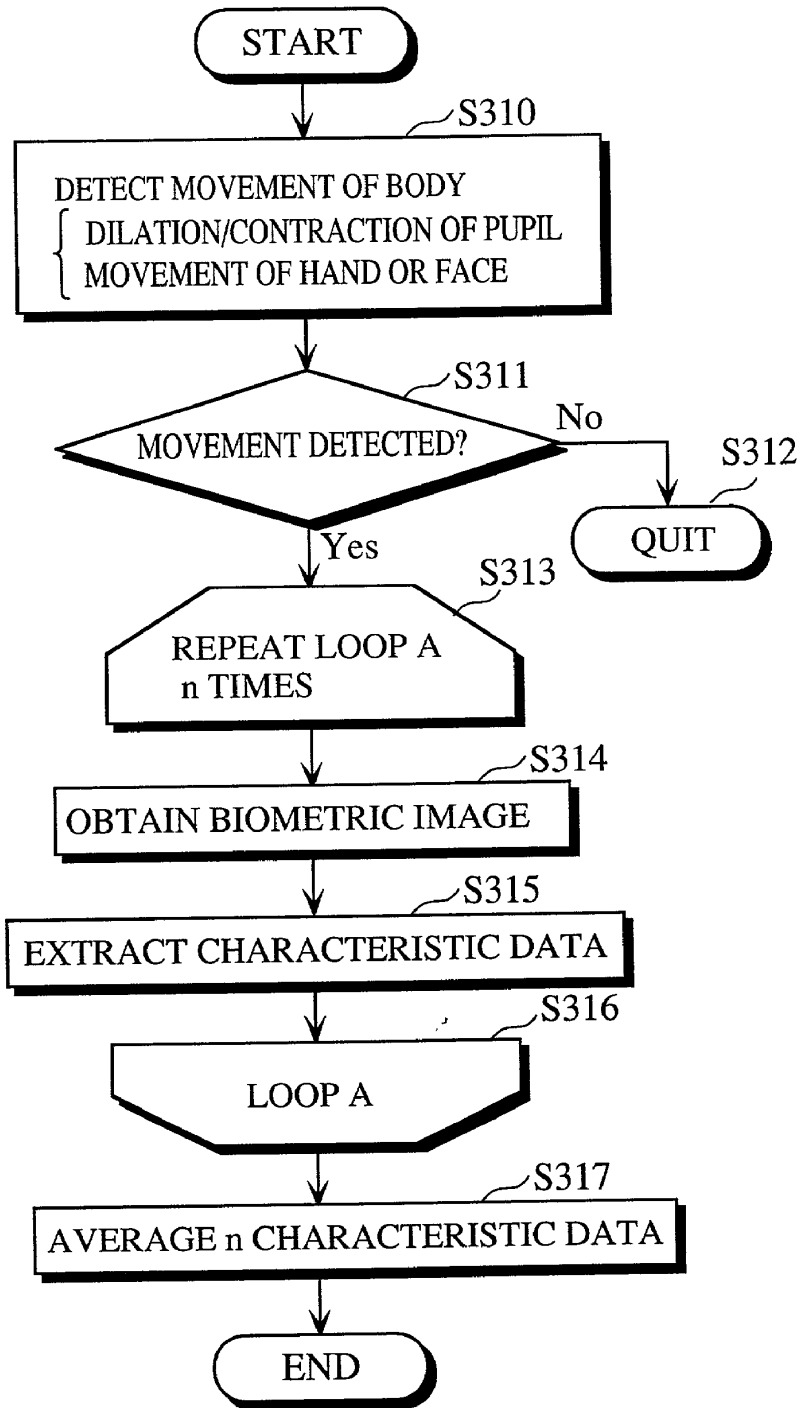 START
S310
DETECT MOVEMENT OF BODY
DILATION/CONTRACTION OF PUPIL
MOVEMENT OF HAND OR FACE
S311
MOVEMENT DETECTED?
No
S312
QUIT
Yes
S313
REPEAT LOOP A
n TIMES
S314
OBTAIN BIOMETRIC IMAGE
S315
EXTRACT CHARACTERISTIC DATA
S316
LOOP A
S317
AVERAGE n CHARACTERISTIC DATA
END